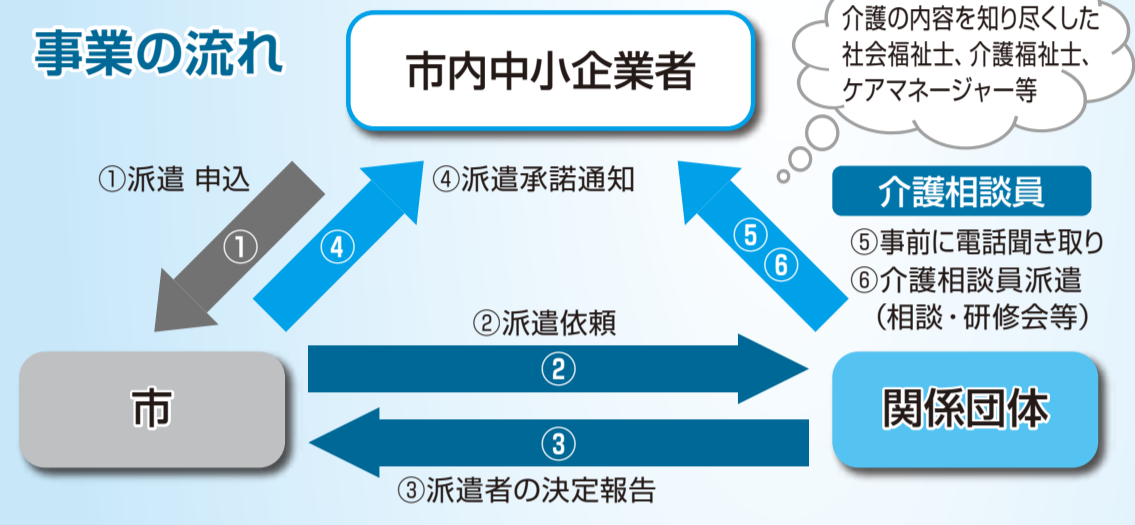 事業の流れ
市内中小企業者
介護の内容を知り尽くした
社会福祉士、介護福祉士、
ケアマネージャー等
①派遣 申込
④派遣承諾通知
介護相談員
①
④
⑤
⑥
⑤事前に電話聞き取り
⑥介護相談員派遣
（相談・研修会等）
②派遣依頼
②
市
関係団体
③
③派遣者の決定報告